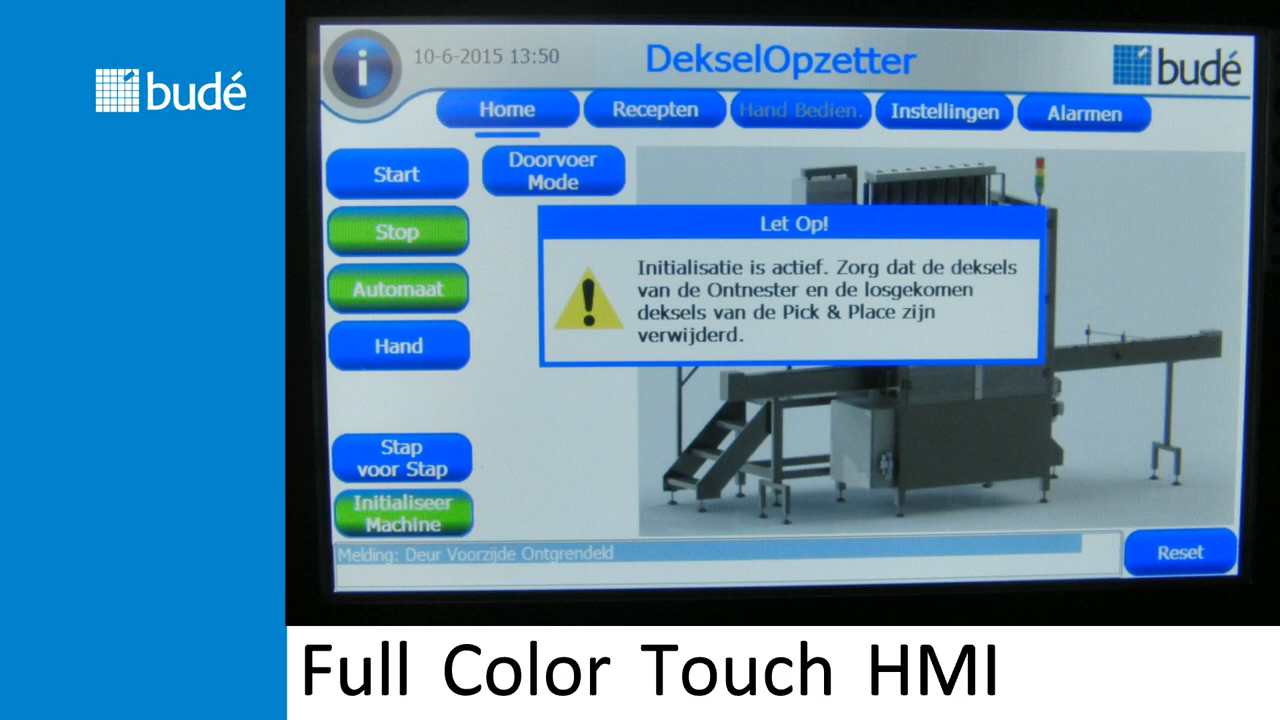 budé
10-6-2015 13:50
DekselOpzetter
budé
Home
Recepten
Hand Bedien.
Instellingen
Alarmen
Start
Doorvoer
Mode
Stop
Automaat
Hand
Let Op!
Initialisatie is actief. Zorg dat de deksels
van de Ontnester en de losgekomen
deksels van de Pick & Place zijn
verwijderd.
Stap
voor Stap
Initialiseer
Machine
Melding: Deur Voorzijde Ontgrendeld
Reset
Full Color Touch HMI